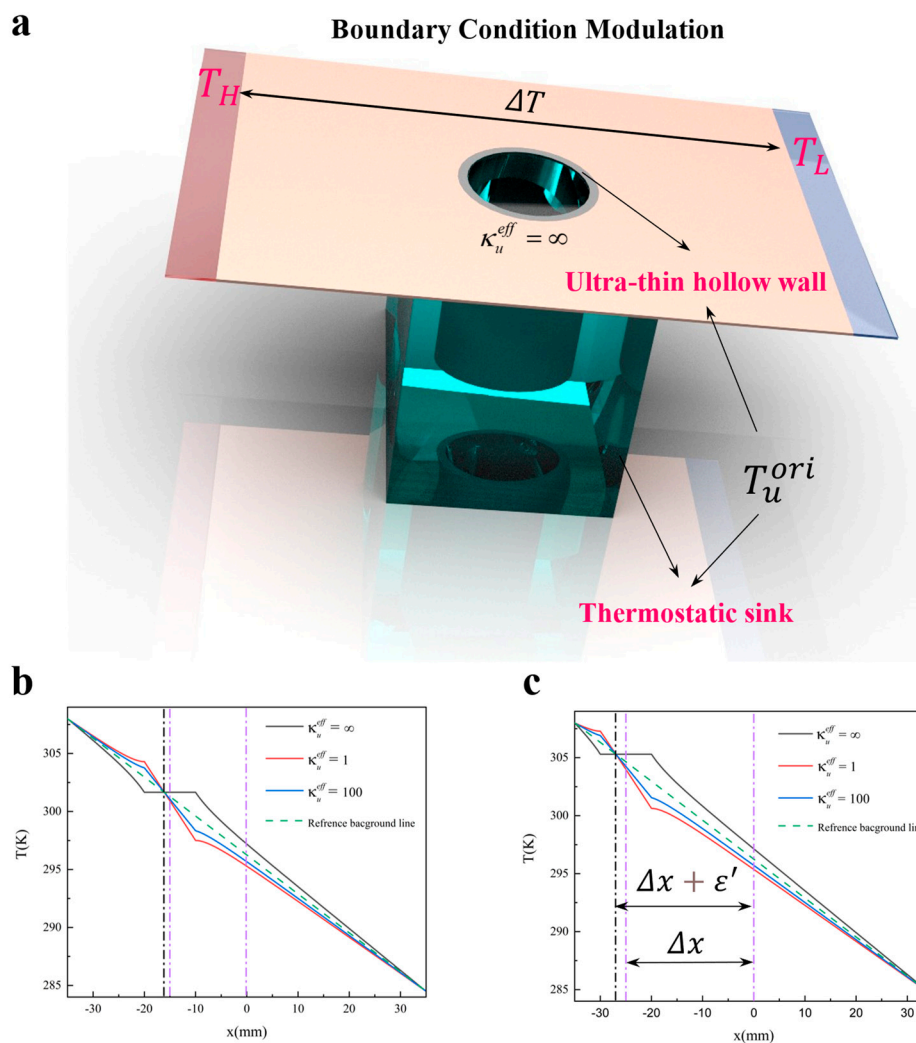 a
Boundary Condition Modulation
T_H
ΔT
T_L
κ_u^{eff} = ∞
Ultra-thin hollow wall
T_u^{ori}
Thermostatic sink
b
κ_u^{eff} = ∞
κ_u^{eff} = 1
κ_u^{eff} = 100
Refrence bacground line
T(K)
305
300
295
290
285
-30 -20 -10 0 10 20 30
x(mm)
c
κ_u^{eff} = ∞
κ_u^{eff} = 1
κ_u^{eff} = 100
Refrence bacground line
Δx + ε′
Δx
T(K)
305
300
295
290
285
-30 -20 -10 0 10 20 30
x(mm)